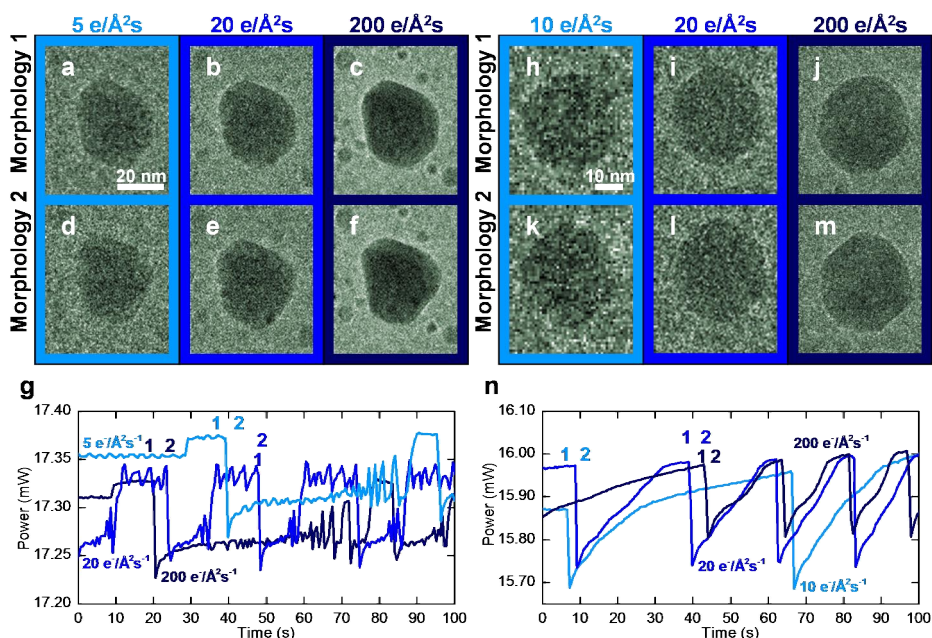 5 e/Å²s 20 e/Å²s 200 e/Å²s 10 e/Å²s 20 e/Å²s 200 e/Å²s
Morphology 1 a b c Morphology 1 h i j
20 nm 10 nm
Morphology 2 d e f Morphology 2 k l m
g
17.40
17.35
17.30
17.25
17.20
Power (mW)
5 e⁻/Å²s⁻¹
1 2
1 2
2
1
20 e⁻/Å²s⁻¹
200 e⁻/Å²s⁻¹
0 10 20 30 40 50 60 70 80 90 100
Time (s)
n
16.10
16.00
15.90
15.80
15.70
Power (mW)
1 2
1 2
12
200 e⁻/Å²s⁻¹
20 e⁻/Å²s⁻¹
10 e⁻/Å²s⁻¹
0 10 20 30 40 50 60 70 80 90 100
Time (s)